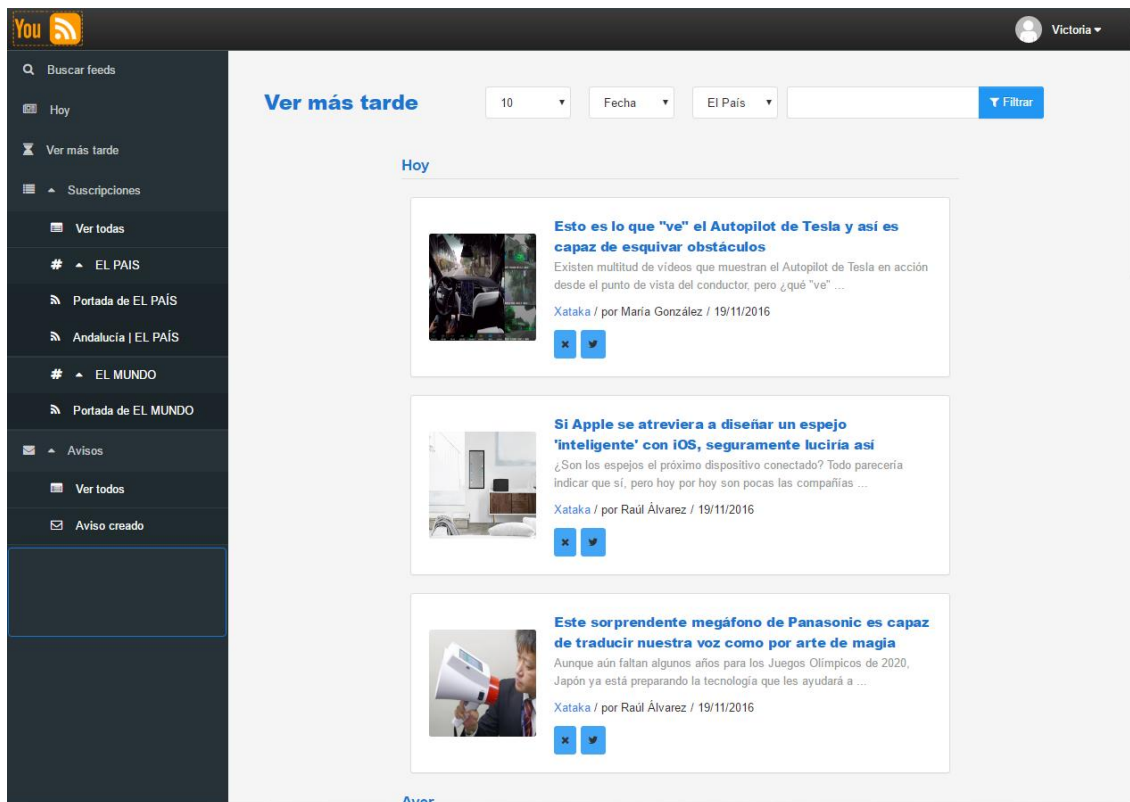 You
Victoria
Buscar feeds
Hoy
Ver más tarde
Suscripciones
Ver todas
# EL PAIS
Portada de EL PAÍS
Andalucía | EL PAÍS
# EL MUNDO
Portada de EL MUNDO
Avisos
Ver todos
Aviso creado
Ver más tarde
10
Fecha
El País
Filtrar
Hoy
Esto es lo que "ve" el Autopilot de Tesla y así es
capaz de esquivar obstáculos
Existen multitud de vídeos que muestran el Autopilot de Tesla en acción
desde el punto de vista del conductor, pero ¿qué "ve" ...
Xataka / por María González / 19/11/2016
Si Apple se atreviera a diseñar un espejo
'inteligente' con iOS, seguramente luciría así
¿Son los espejos el próximo dispositivo conectado? Todo parecería
indicar que sí, pero hoy por hoy son pocas las compañías ...
Xataka / por Raúl Álvarez / 19/11/2016
Este sorprendente megáfono de Panasonic es capaz
de traducir nuestra voz como por arte de magia
Aunque aún faltan algunos años para los Juegos Olímpicos de 2020,
Japón ya está preparando la tecnología que les ayudará a ...
Xataka / por Raúl Álvarez / 19/11/2016
Ayer